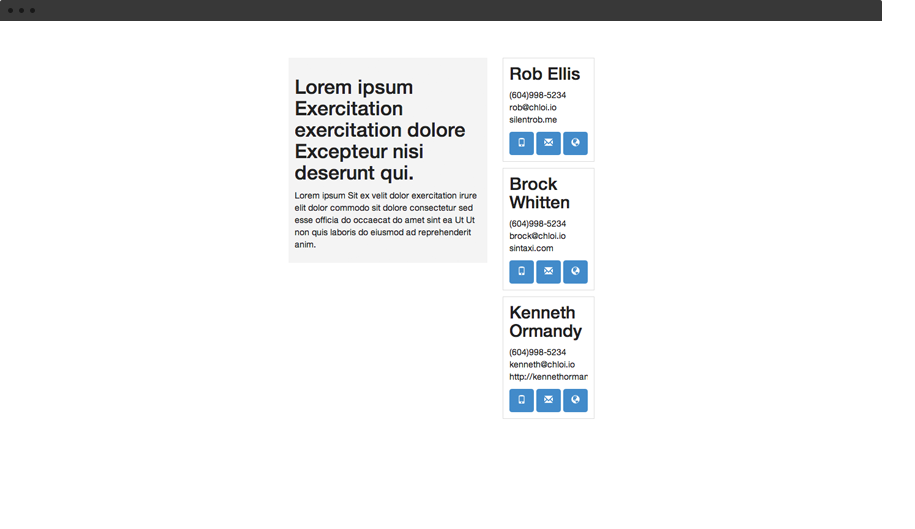 Lorem ipsum
Exercitation
exercitation dolore
Excepteur nisi
deserunt qui.
Lorem ipsum Sit ex velit dolor exercitation irure
elit dolor commodo sit dolore consectetur sed
esse officia do occaecat do amet sint ea Ut Ut
non quis laboris do eiusmod ad reprehenderit
anim.
Rob Ellis
(604)998-5234
rob@chloi.io
silentrob.me
Brock
Whitten
(604)998-5234
brock@chloi.io
sintaxi.com
Kenneth
Ormandy
(604)998-5234
kenneth@chloi.io
http://kennethorman